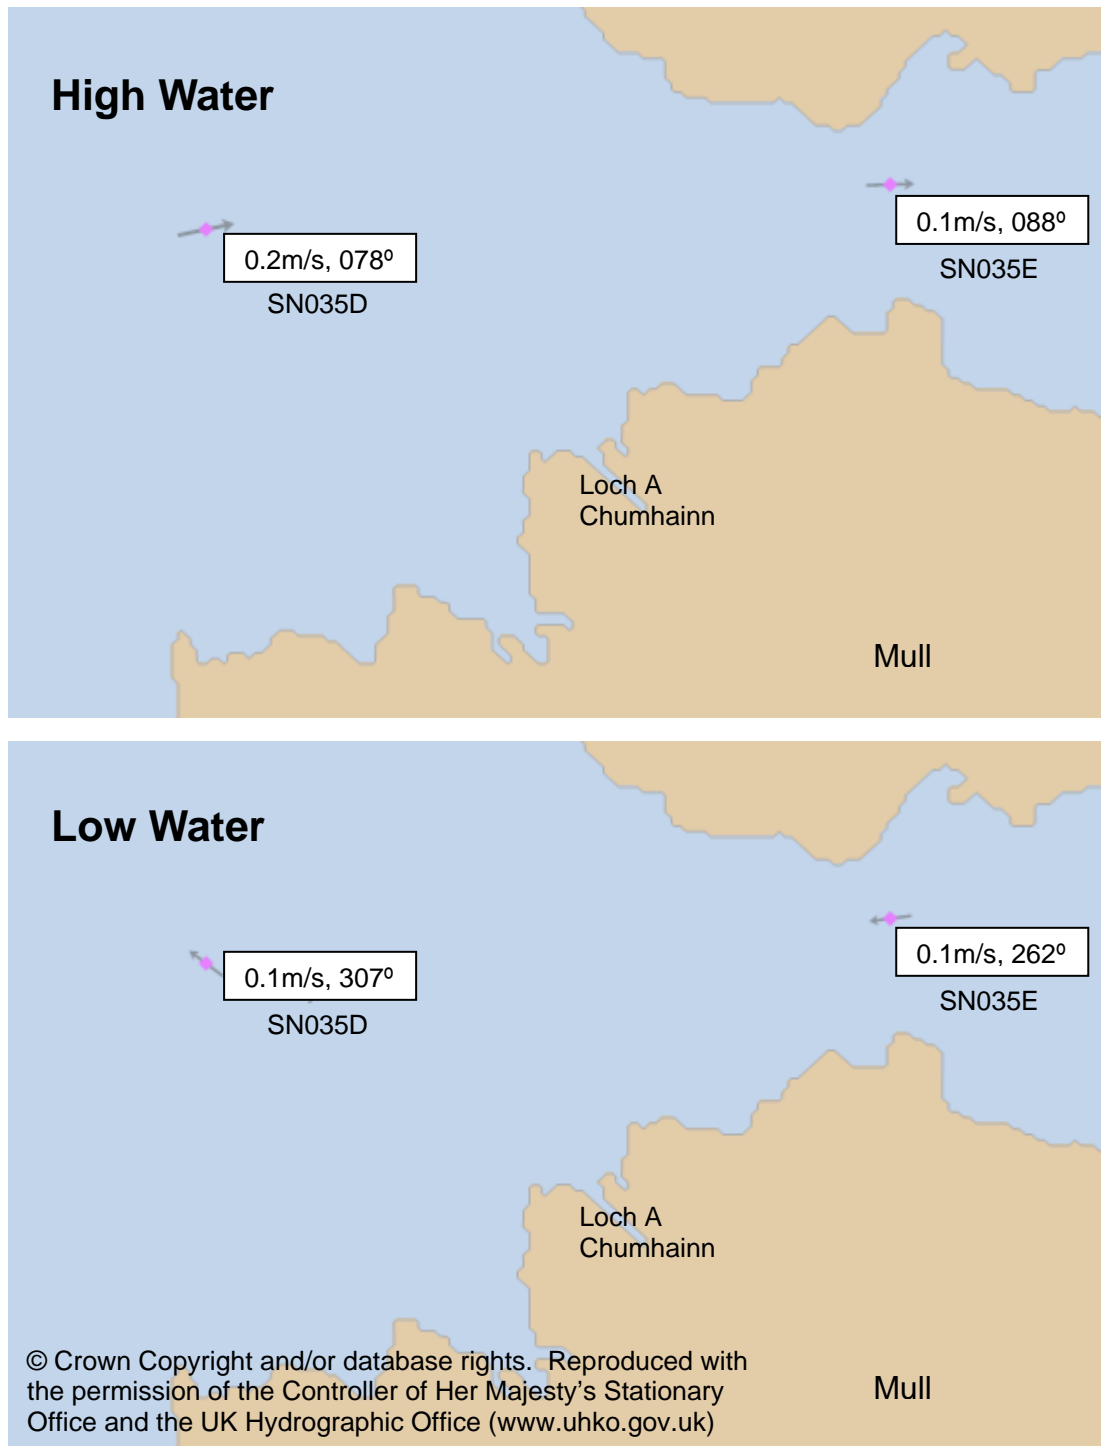 High Water
0.1m/s, 088º
SN035E
0.2m/s, 078º
SN035D
Loch A
Chumhainn
Mull
Low Water
0.1m/s, 262º
SN035E
0.1m/s, 307º
SN035D
Loch A
Chumhainn
© Crown Copyright and/or database rights.  Reproduced with
the permission of the Controller of Her Majesty’s Stationary
Office and the UK Hydrographic Office (www.uhko.gov.uk)
Mull